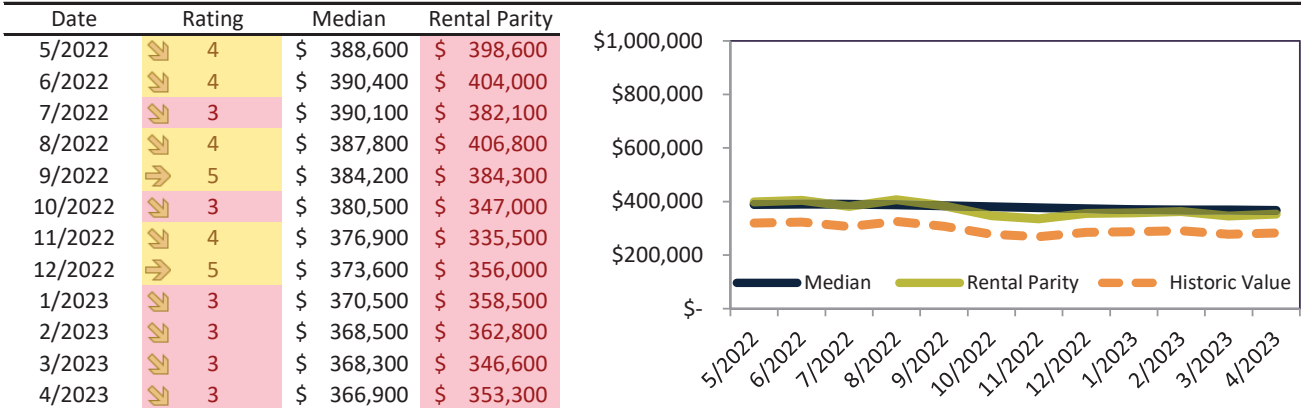 Date Rating Median Rental Parity
5/2022 4 $ 388,600 $ 398,600
6/2022 4 $ 390,400 $ 404,000
7/2022 3 $ 390,100 $ 382,100
8/2022 4 $ 387,800 $ 406,800
9/2022 5 $ 384,200 $ 384,300
10/2022 3 $ 380,500 $ 347,000
11/2022 4 $ 376,900 $ 335,500
12/2022 5 $ 373,600 $ 356,000
1/2023 3 $ 370,500 $ 358,500
2/2023 3 $ 368,500 $ 362,800
3/2023 3 $ 368,300 $ 346,600
4/2023 3 $ 366,900 $ 353,300
$1,000,000
$800,000
$600,000
$400,000
$200,000
$-
Median Rental Parity Historic Value
5/2022 6/2022 7/2022 8/2022 9/2022 10/2022 11/2022 12/2022 1/2023 2/2023 3/2023 4/2023